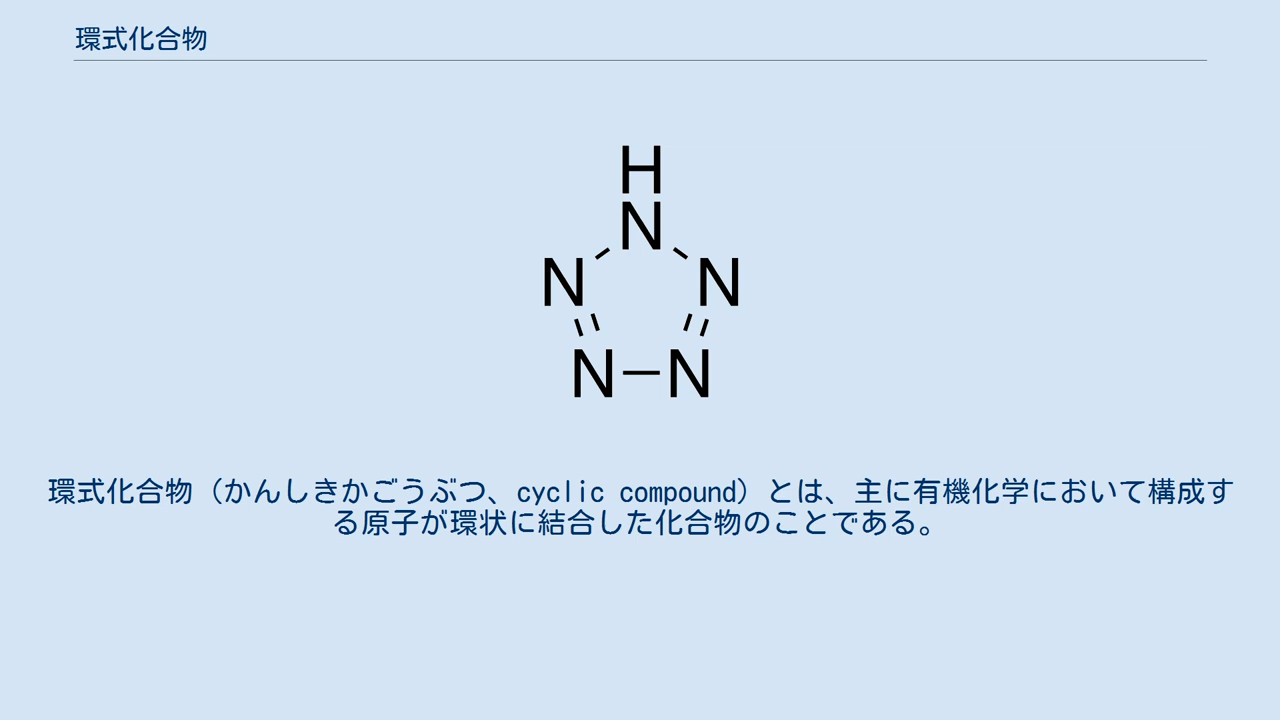 環式化合物
H
N
N N
N N
環式化合物（かんしきかごうぶつ、cyclic compound）とは、主に有機化学において構成す
る原子が環状に結合した化合物のことである。